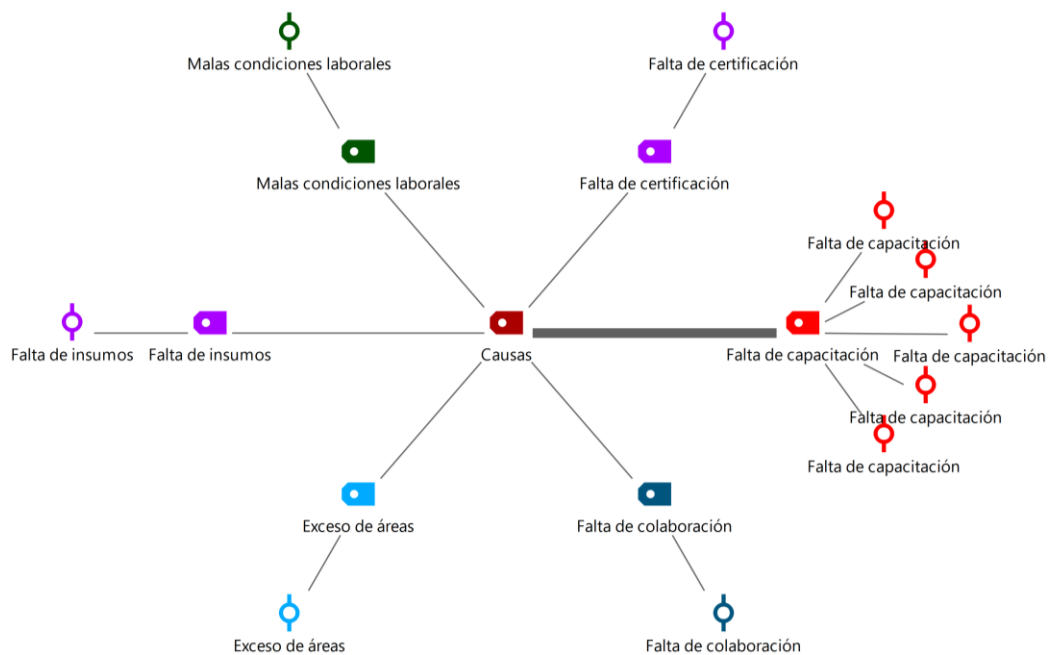 Malas condiciones laborales
Falta de certificación
Malas condiciones laborales
Falta de certificación
Falta de capacitación
Falta de capacitación
Falta de insumos
Falta de insumos
Causas
Falta de capacitación
Falta de capacitación
Falta de capacitación
Falta de capacitación
Exceso de áreas
Falta de colaboración
Exceso de áreas
Falta de colaboración